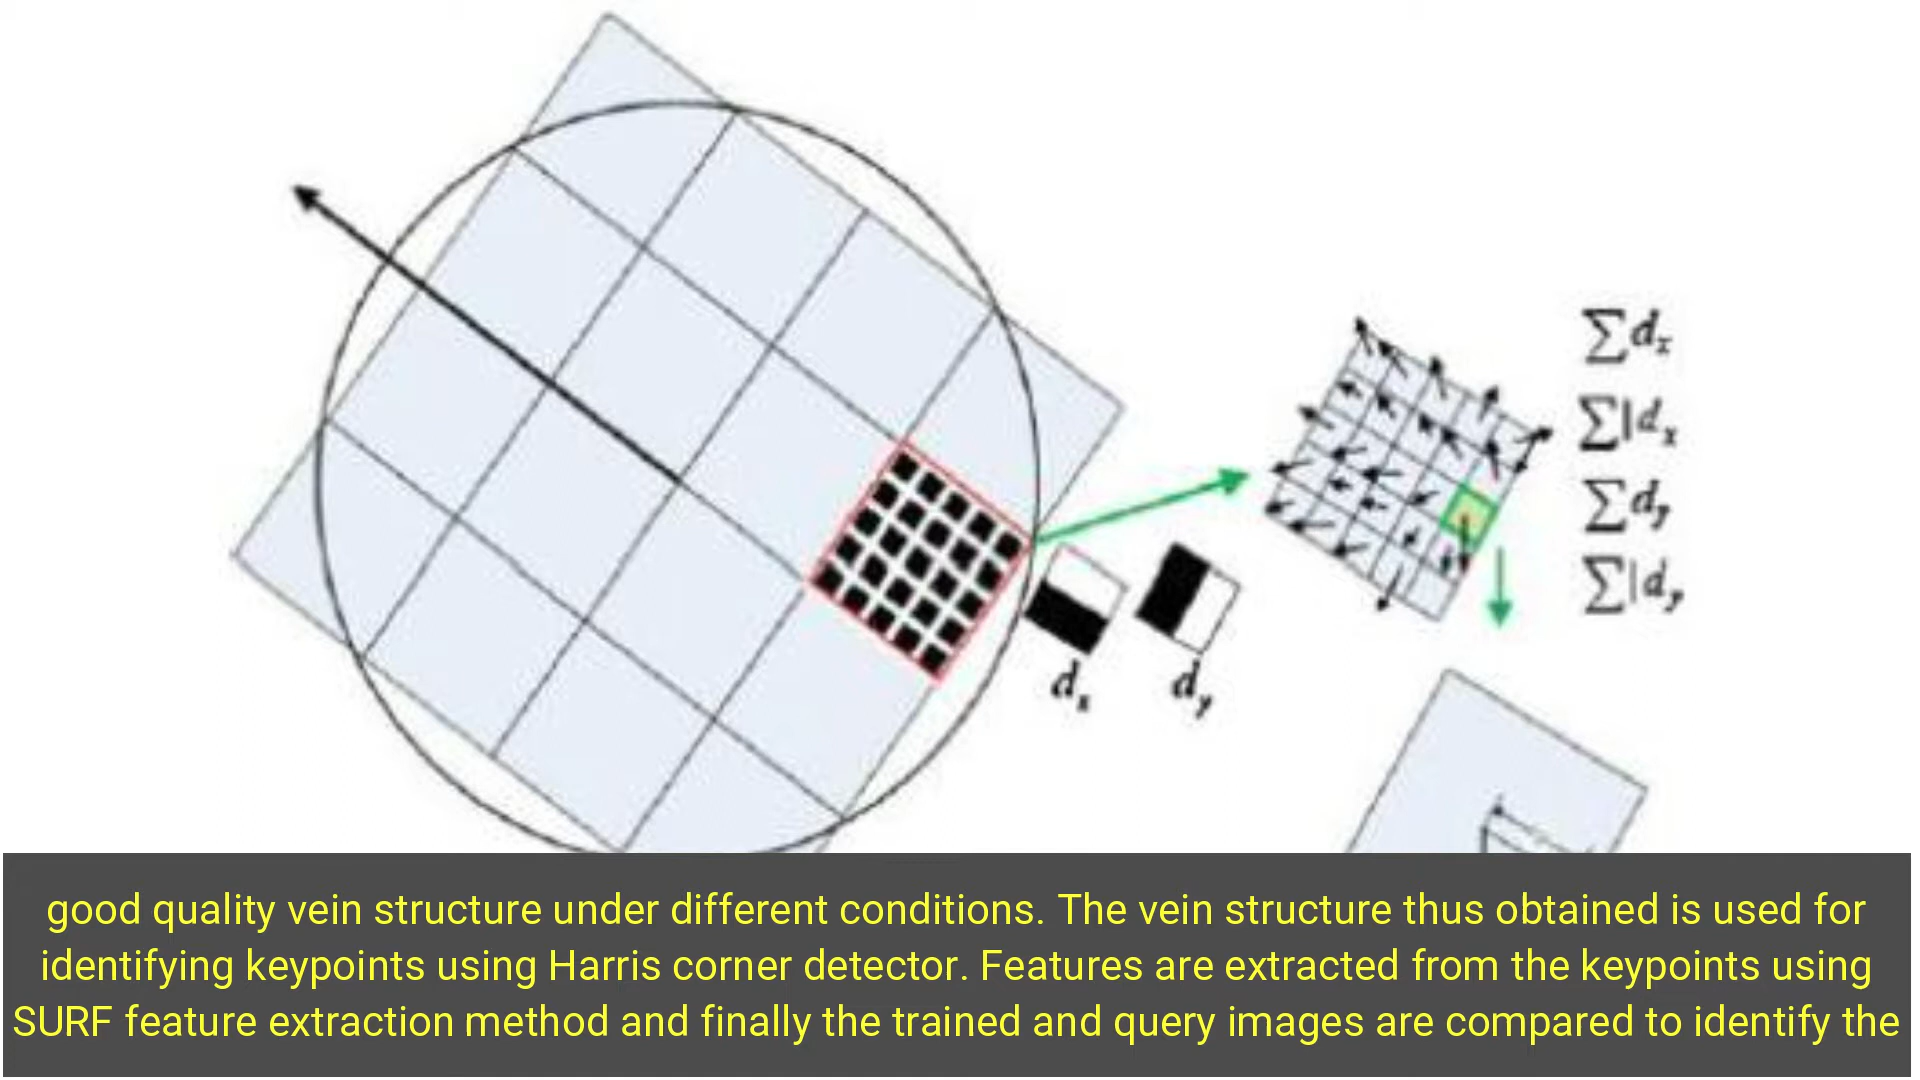 ∑dx
∑|dx
∑dy
∑|dy
dx dy
good quality vein structure under different conditions. The vein structure thus obtained is used for
identifying keypoints using Harris corner detector. Features are extracted from the keypoints using
SURF feature extraction method and finally the trained and query images are compared to identify the